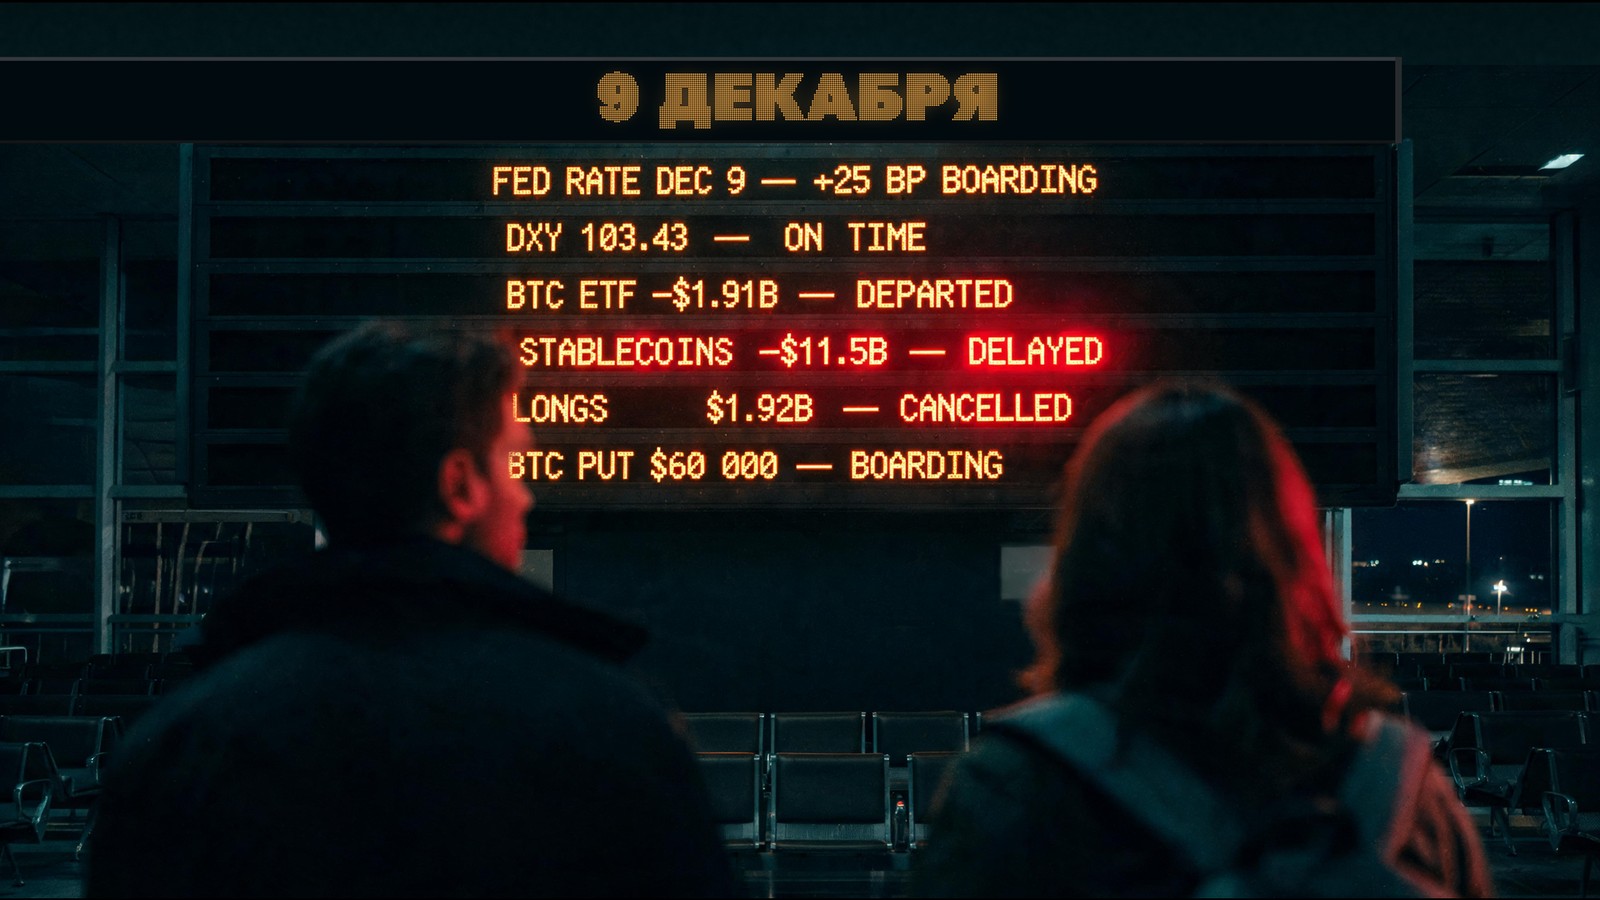 9 ДЕКАБРЯ
FED RATE DEC 9 — +25 BP BOARDING
DXY 103.43 — ON TIME
BTC ETF −$1.91B — DEPARTED
STABLECOINS −$11.5B — DELAYED
LONGS $1.92B — CANCELLED
BTC PUT $60 000 — BOARDING